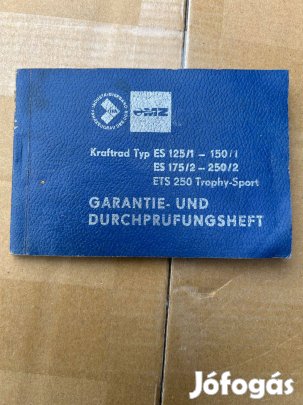 MZ
Kraftrad Typ ES 125/1 – 150/1
ES 175/2 – 250/2
ETS 250 Trophy-Sport
GARANTIE- UND
DURCHPRÜFUNGSHEFT
Jófogás